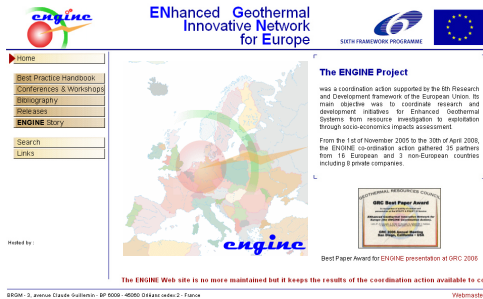 engine
ENhanced Geothermal
Innovative Network
for Europe
SIXTH FRAMEWORK PROGRAMME
Home
Best Practice Handbook
Conferences & Workshops
Bibliography
Releases
ENGINE Story
Search
Links
Hosted by :
engine
The ENGINE Project
was a coordination action supported by the 6th Research
and Development framework of the European Union. Its
main objective was to coordinate research and
development initiatives for Enhanced Geothermal
Systems from resource investigation to exploitation
through socio-economics impacts assessment.
From the 1st of November 2005 to the 30th of April 2008,
the ENGINE co-ordination action gathered 35 partners
from 16 European and 3 non-European countries
including 8 private companies.
GEOTHERMAL RESOURCES COUNCIL
GRC Best Paper Award
Best Paper Award for ENGINE presentation at GRC 2006
The ENGINE Web site is no more maintained but it keeps the results of the coordination action available to
BRGM - 3, avenue Claude Guillemin - BP 6009 - 45060 Orléans cedex 2 - France
Webmaste